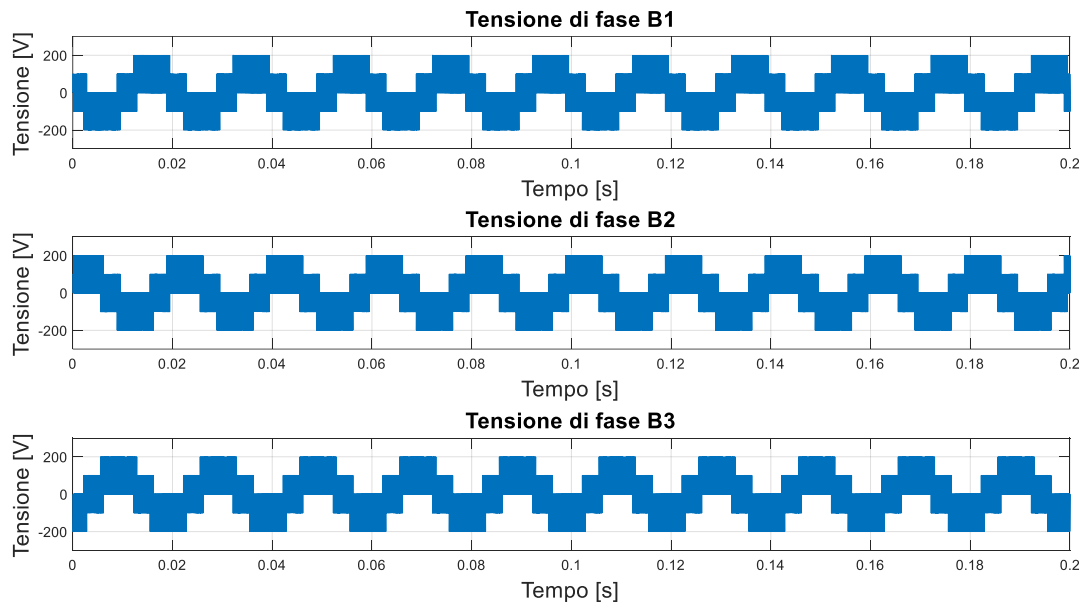 Tensione di fase B1
Tensione [V]
200
0
-200
0 0.02 0.04 0.06 0.08 0.1 0.12 0.14 0.16 0.18 0.2
Tempo [s]
Tensione di fase B2
Tensione [V]
200
0
-200
0 0.02 0.04 0.06 0.08 0.1 0.12 0.14 0.16 0.18 0.2
Tempo [s]
Tensione di fase B3
Tensione [V]
200
0
-200
0 0.02 0.04 0.06 0.08 0.1 0.12 0.14 0.16 0.18 0.2
Tempo [s]